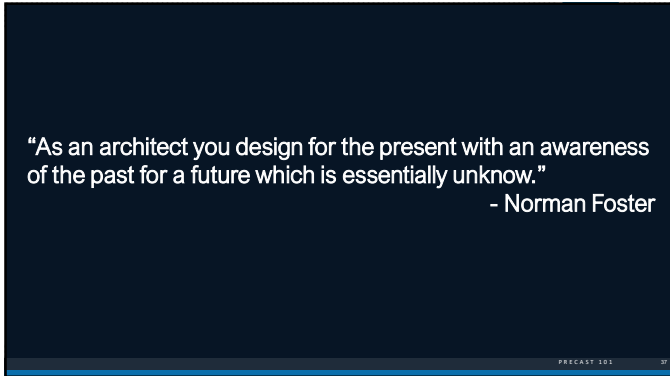 “As an architect you design for the present with an awareness
of the past for a future which is essentially unknow.”
- Norman Foster
PRECAST 101
37